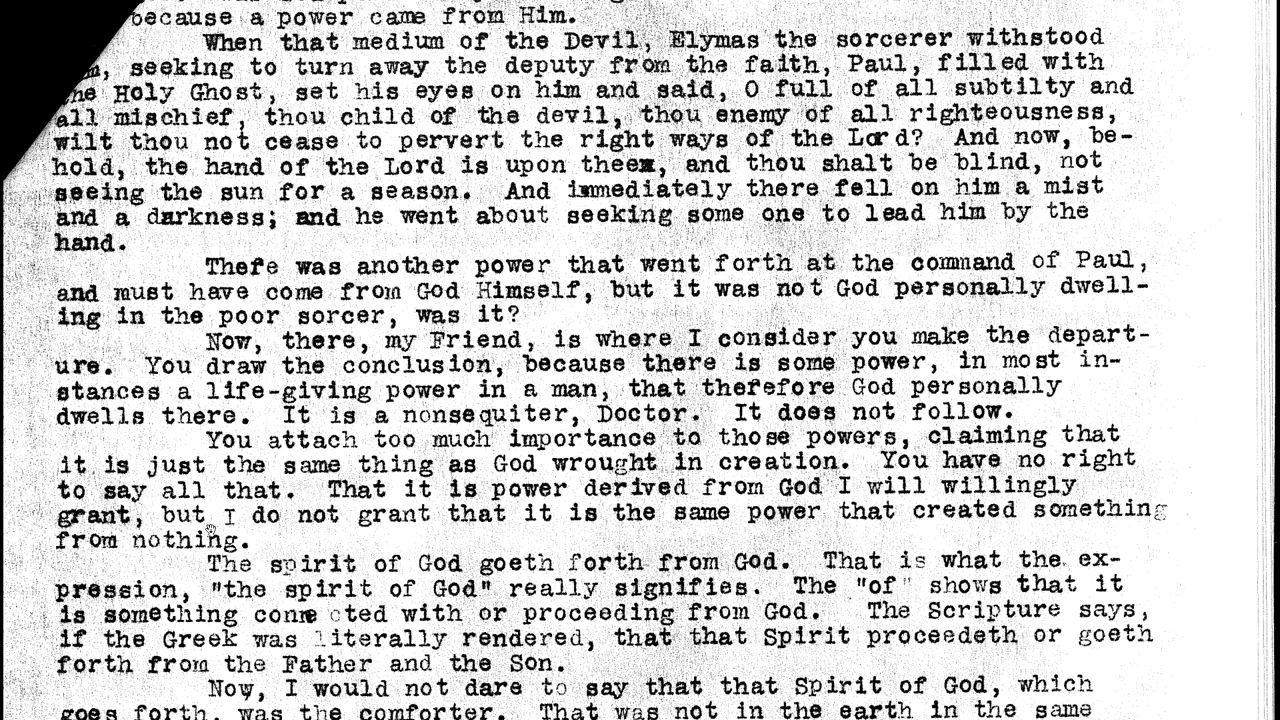 because a power came from Him.
When that medium of the Devil, Elymas the sorcerer withstood
seeking to turn away the deputy from the faith, Paul, filled with
the Holy Ghost, set his eyes on him and said, O full of all subtilty and
all mischief, thou child of the devil, thou enemy of all righteousness,
wilt thou not cease to pervert the right ways of the Lord? And now, be-
hold, the hand of the Lord is upon theex, and thou shalt be blind, not
seeing the sun for a season. And immediately there fell on him a mist
and a darkness; and he went about seeking some one to lead him by the
hand.
There was another power that went forth at the command of Paul,
and must have come from God Himself, but it was not God personally dwell-
ing in the poor sorcer, was it?
Now, there, my Friend, is where I consider you make the depart-
ure. You draw the conclusion, because there is some power, in most in-
stances a life-giving power in a man, that therefore God personally
dwells there. It is a nonsequiter, Doctor. It does not follow.
You attach too much importance to those powers, claiming that
it is just the same thing as God wrought in creation. You have no right
to say all that. That it is power derived from God I will willingly
grant, but I do not grant that it is the same power that created something
from nothing.
The spirit of God goeth forth from God. That is what the ex-
pression, "the spirit of God" really signifies. The "of" shows that it
is something connected with or proceeding from God. The Scripture says,
if the Greek was literally rendered, that that Spirit proceedeth or goeth
forth from the Father and the Son.
Now, I would not dare to say that that Spirit of God, which
goes forth, was the comforter. That was not in the earth in the same